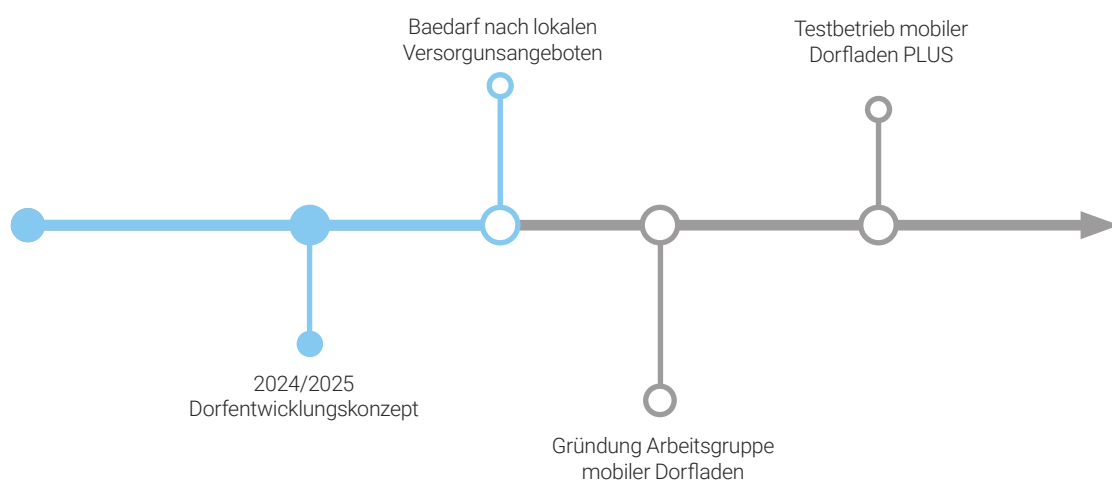 Baedarf nach lokalen
Versorgunsangeboten
Testbetrieb mobiler
Dorfladen PLUS
2024/2025
Dorfentwicklungskonzept
Gründung Arbeitsgruppe
mobiler Dorfladen